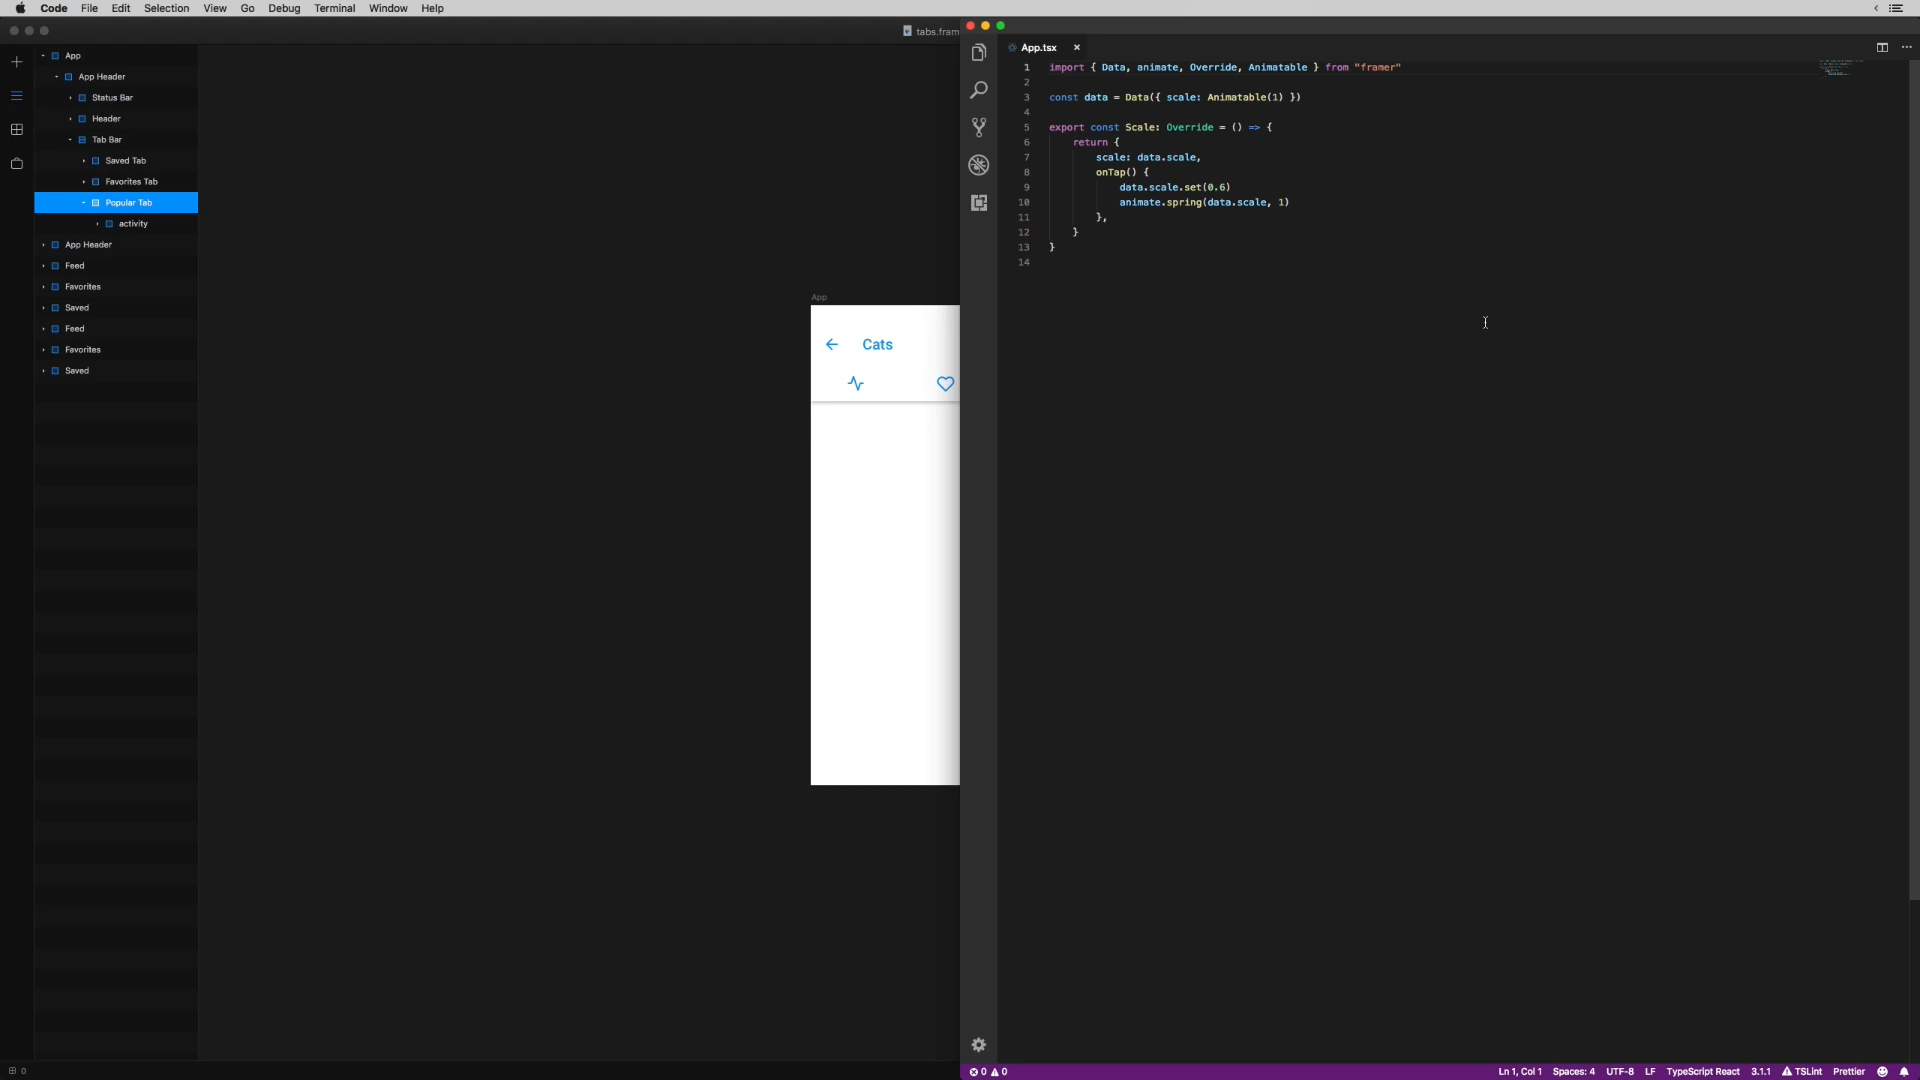 Code File Edit Selection View Go Debug Terminal Window Help
tabs.fram
App
App Header
Status Bar
Header
Tab Bar
Saved Tab
Favorites Tab
Popular Tab
activity
App Header
Feed
Favorites
Saved
Feed
Favorites
Saved
0
App
Cats
App.tsx
1 import { Data, animate, Override, Animatable } from "framer"
2
3 const data = Data({ scale: Animatable(1) })
4
5 export const Scale: Override = () => {
6 return {
7 scale: data.scale,
8 onTap() {
9 data.scale.set(0.6)
10 animate.spring(data.scale, 1)
11 },
12 }
13 }
14
0 0
Ln 1, Col 1 Spaces: 4 UTF-8 LF TypeScript React 3.1.1 TSLint Prettier